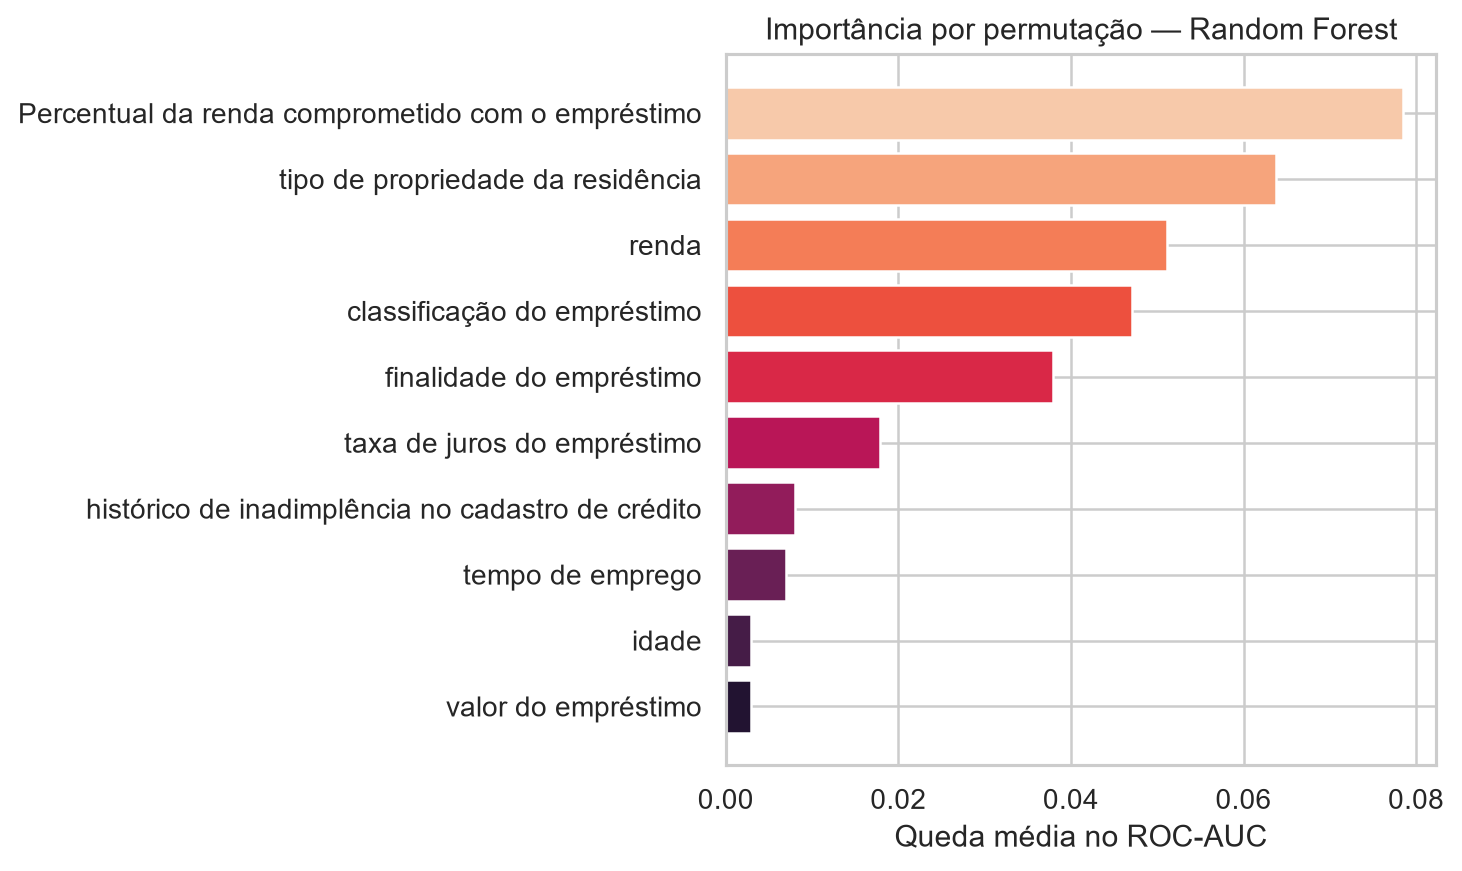 Importância por permutação — Random Forest
Percentual da renda comprometido com o empréstimo
tipo de propriedade da residência
renda
classificação do empréstimo
finalidade do empréstimo
taxa de juros do empréstimo
histórico de inadimplência no cadastro de crédito
tempo de emprego
idade
valor do empréstimo
0.00 0.02 0.04 0.06 0.08
Queda média no ROC-AUC